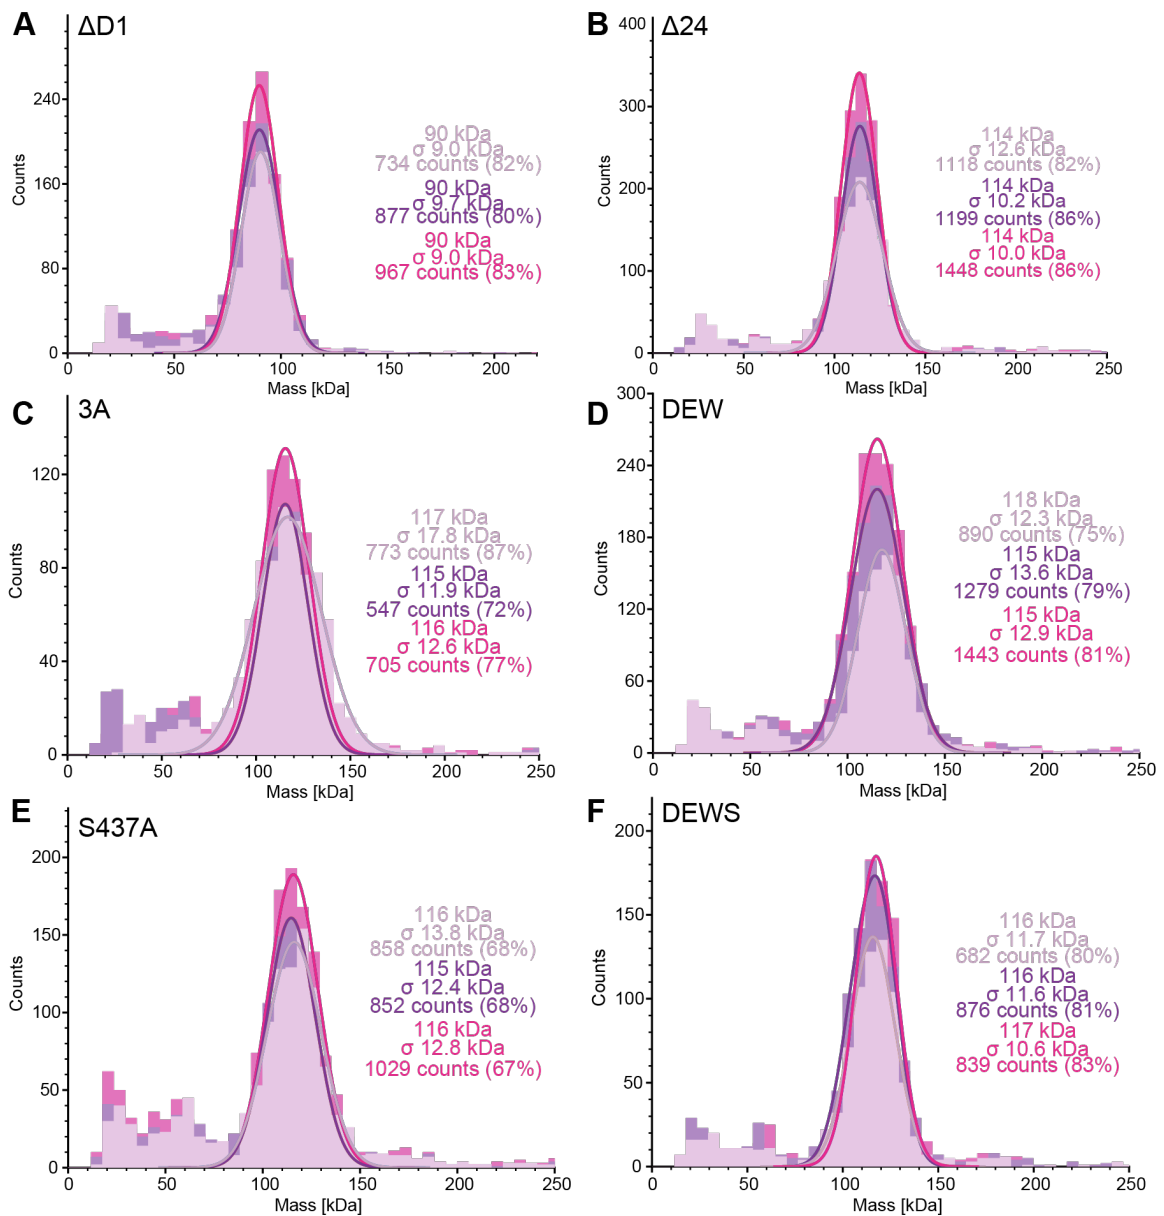 A ΔD1
240
160
80
0
0 50 100 150 200
Counts
Mass [kDa]
90 kDa
σ 9.0 kDa
734 counts (82%)
90 kDa
σ 9.7 kDa
877 counts (80%)
90 kDa
σ 9.0 kDa
967 counts (83%)
B Δ24
400
300
200
100
0
0 50 100 150 200 250
Counts
Mass [kDa]
114 kDa
σ 12.6 kDa
1118 counts (82%)
114 kDa
σ 10.2 kDa
1199 counts (86%)
114 kDa
σ 10.0 kDa
1448 counts (86%)
C 3A
120
80
40
0
0 50 100 150 200 250
Counts
Mass [kDa]
117 kDa
σ 17.8 kDa
773 counts (87%)
115 kDa
σ 11.9 kDa
547 counts (72%)
116 kDa
σ 12.6 kDa
705 counts (77%)
D DEW
300
240
180
120
60
0
0 50 100 150 200 250
Counts
Mass [kDa]
118 kDa
σ 12.3 kDa
890 counts (75%)
115 kDa
σ 13.6 kDa
1279 counts (79%)
115 kDa
σ 12.9 kDa
1443 counts (81%)
E S437A
200
150
100
50
0
0 50 100 150 200 250
Counts
Mass [kDa]
116 kDa
σ 13.8 kDa
858 counts (68%)
115 kDa
σ 12.4 kDa
852 counts (68%)
116 kDa
σ 12.8 kDa
1029 counts (67%)
F DEWS
200
150
100
50
0
0 50 100 150 200 250
Counts
Mass [kDa]
116 kDa
σ 11.7 kDa
682 counts (80%)
116 kDa
σ 11.6 kDa
876 counts (81%)
117 kDa
σ 10.6 kDa
839 counts (83%)